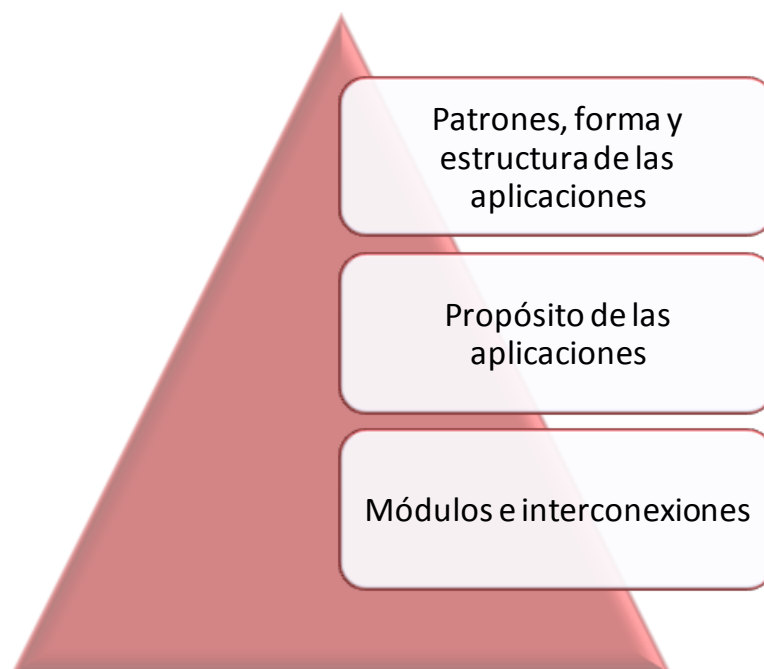 Patrones, forma y
estructura de las
aplicaciones
Propósito de las
aplicaciones
Módulos e interconexiones